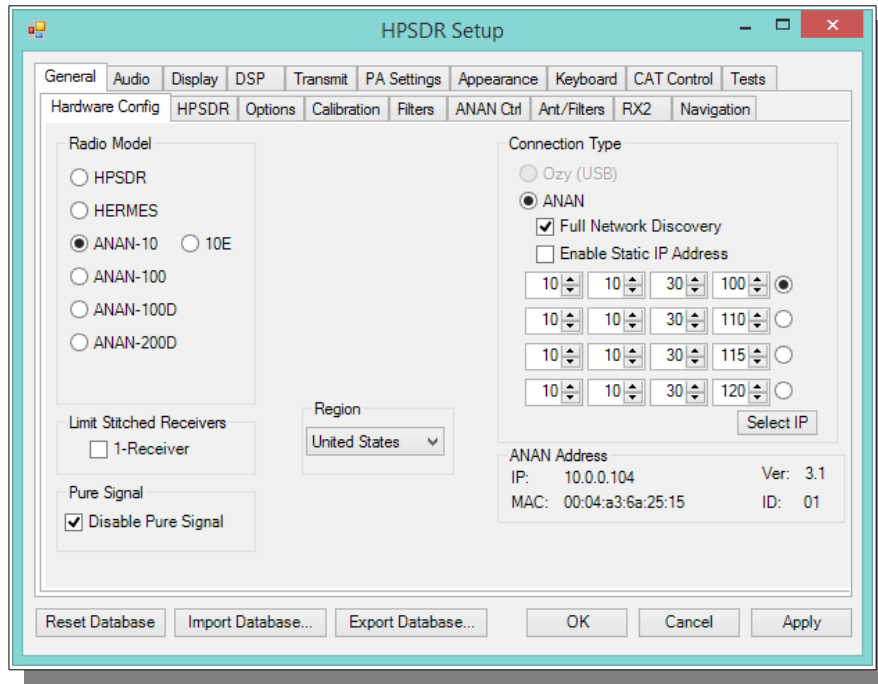 HPSDR Setup
General Audio Display DSP Transmit PA Settings Appearance Keyboard CAT Control Tests
Hardware Config HPSDR Options Calibration Filters ANAN Ctrl Ant/Filters RX2 Navigation
Radio Model
HPSDR
HERMES
ANAN-10 10E
ANAN-100
ANAN-100D
ANAN-200D
Limit Stitched Receivers
1-Receiver
Pure Signal
Disable Pure Signal
Region
United States
Connection Type
Ozy (USB)
ANAN
Full Network Discovery
Enable Static IP Address
10 10 30 100
10 10 30 110
10 10 30 115
10 10 30 120
Select IP
ANAN Address
IP: 10.0.0.104 Ver: 3.1
MAC: 00:04:a3:6a:25:15 ID: 01
Reset Database Import Database... Export Database... OK Cancel Apply